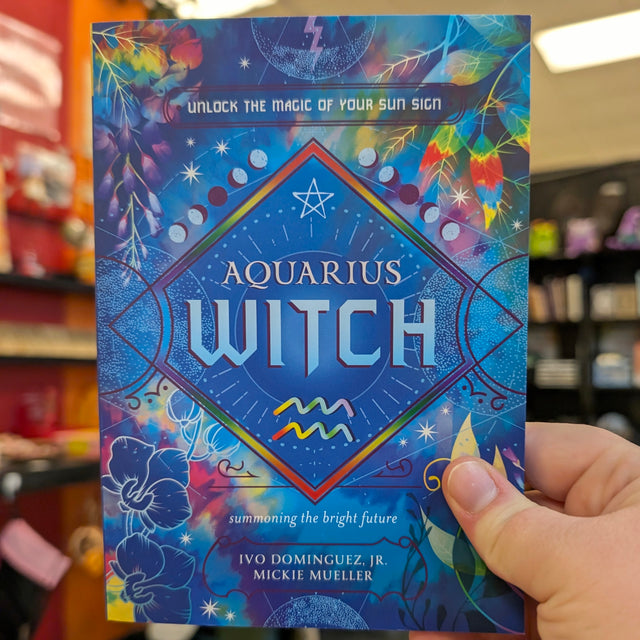 UNLOCK THE MAGIC OF YOUR SUN SIGN
AQUARIUS
WITCH
summoning the bright future
IVO DOMINGUEZ, JR.
MICKIE MUELLER